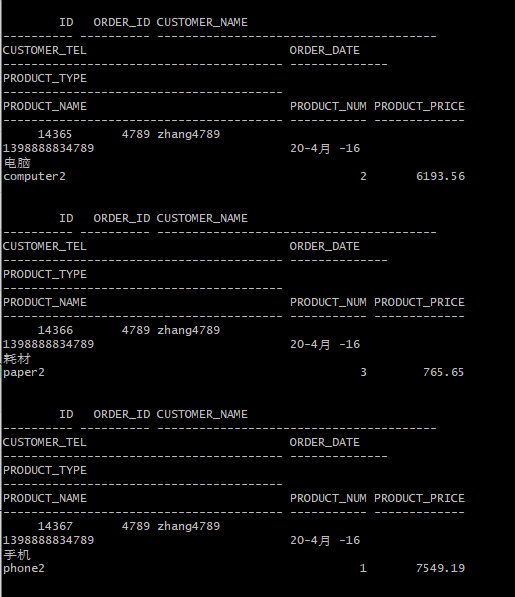 ID ORDER_ID CUSTOMER_NAME
---------- ---------- ----------------------------------------
CUSTOMER_TEL ORDER_DATE
---------------------------------------- --------------
PRODUCT_TYPE
----------------------------------------
PRODUCT_NAME PRODUCT_NUM PRODUCT_PRICE
---------------------------------------- ----------- -------------
14365 4789 zhang4789
1398888834789 20-4月 -16
电脑
computer2 2 6193.56
ID ORDER_ID CUSTOMER_NAME
---------- ---------- ----------------------------------------
CUSTOMER_TEL ORDER_DATE
---------------------------------------- --------------
PRODUCT_TYPE
----------------------------------------
PRODUCT_NAME PRODUCT_NUM PRODUCT_PRICE
---------------------------------------- ----------- -------------
14366 4789 zhang4789
1398888834789 20-4月 -16
耗材
paper2 3 765.65
ID ORDER_ID CUSTOMER_NAME
---------- ---------- ----------------------------------------
CUSTOMER_TEL ORDER_DATE
---------------------------------------- --------------
PRODUCT_TYPE
----------------------------------------
PRODUCT_NAME PRODUCT_NUM PRODUCT_PRICE
---------------------------------------- ----------- -------------
14367 4789 zhang4789
1398888834789 20-4月 -16
手机
phone2 1 7549.19